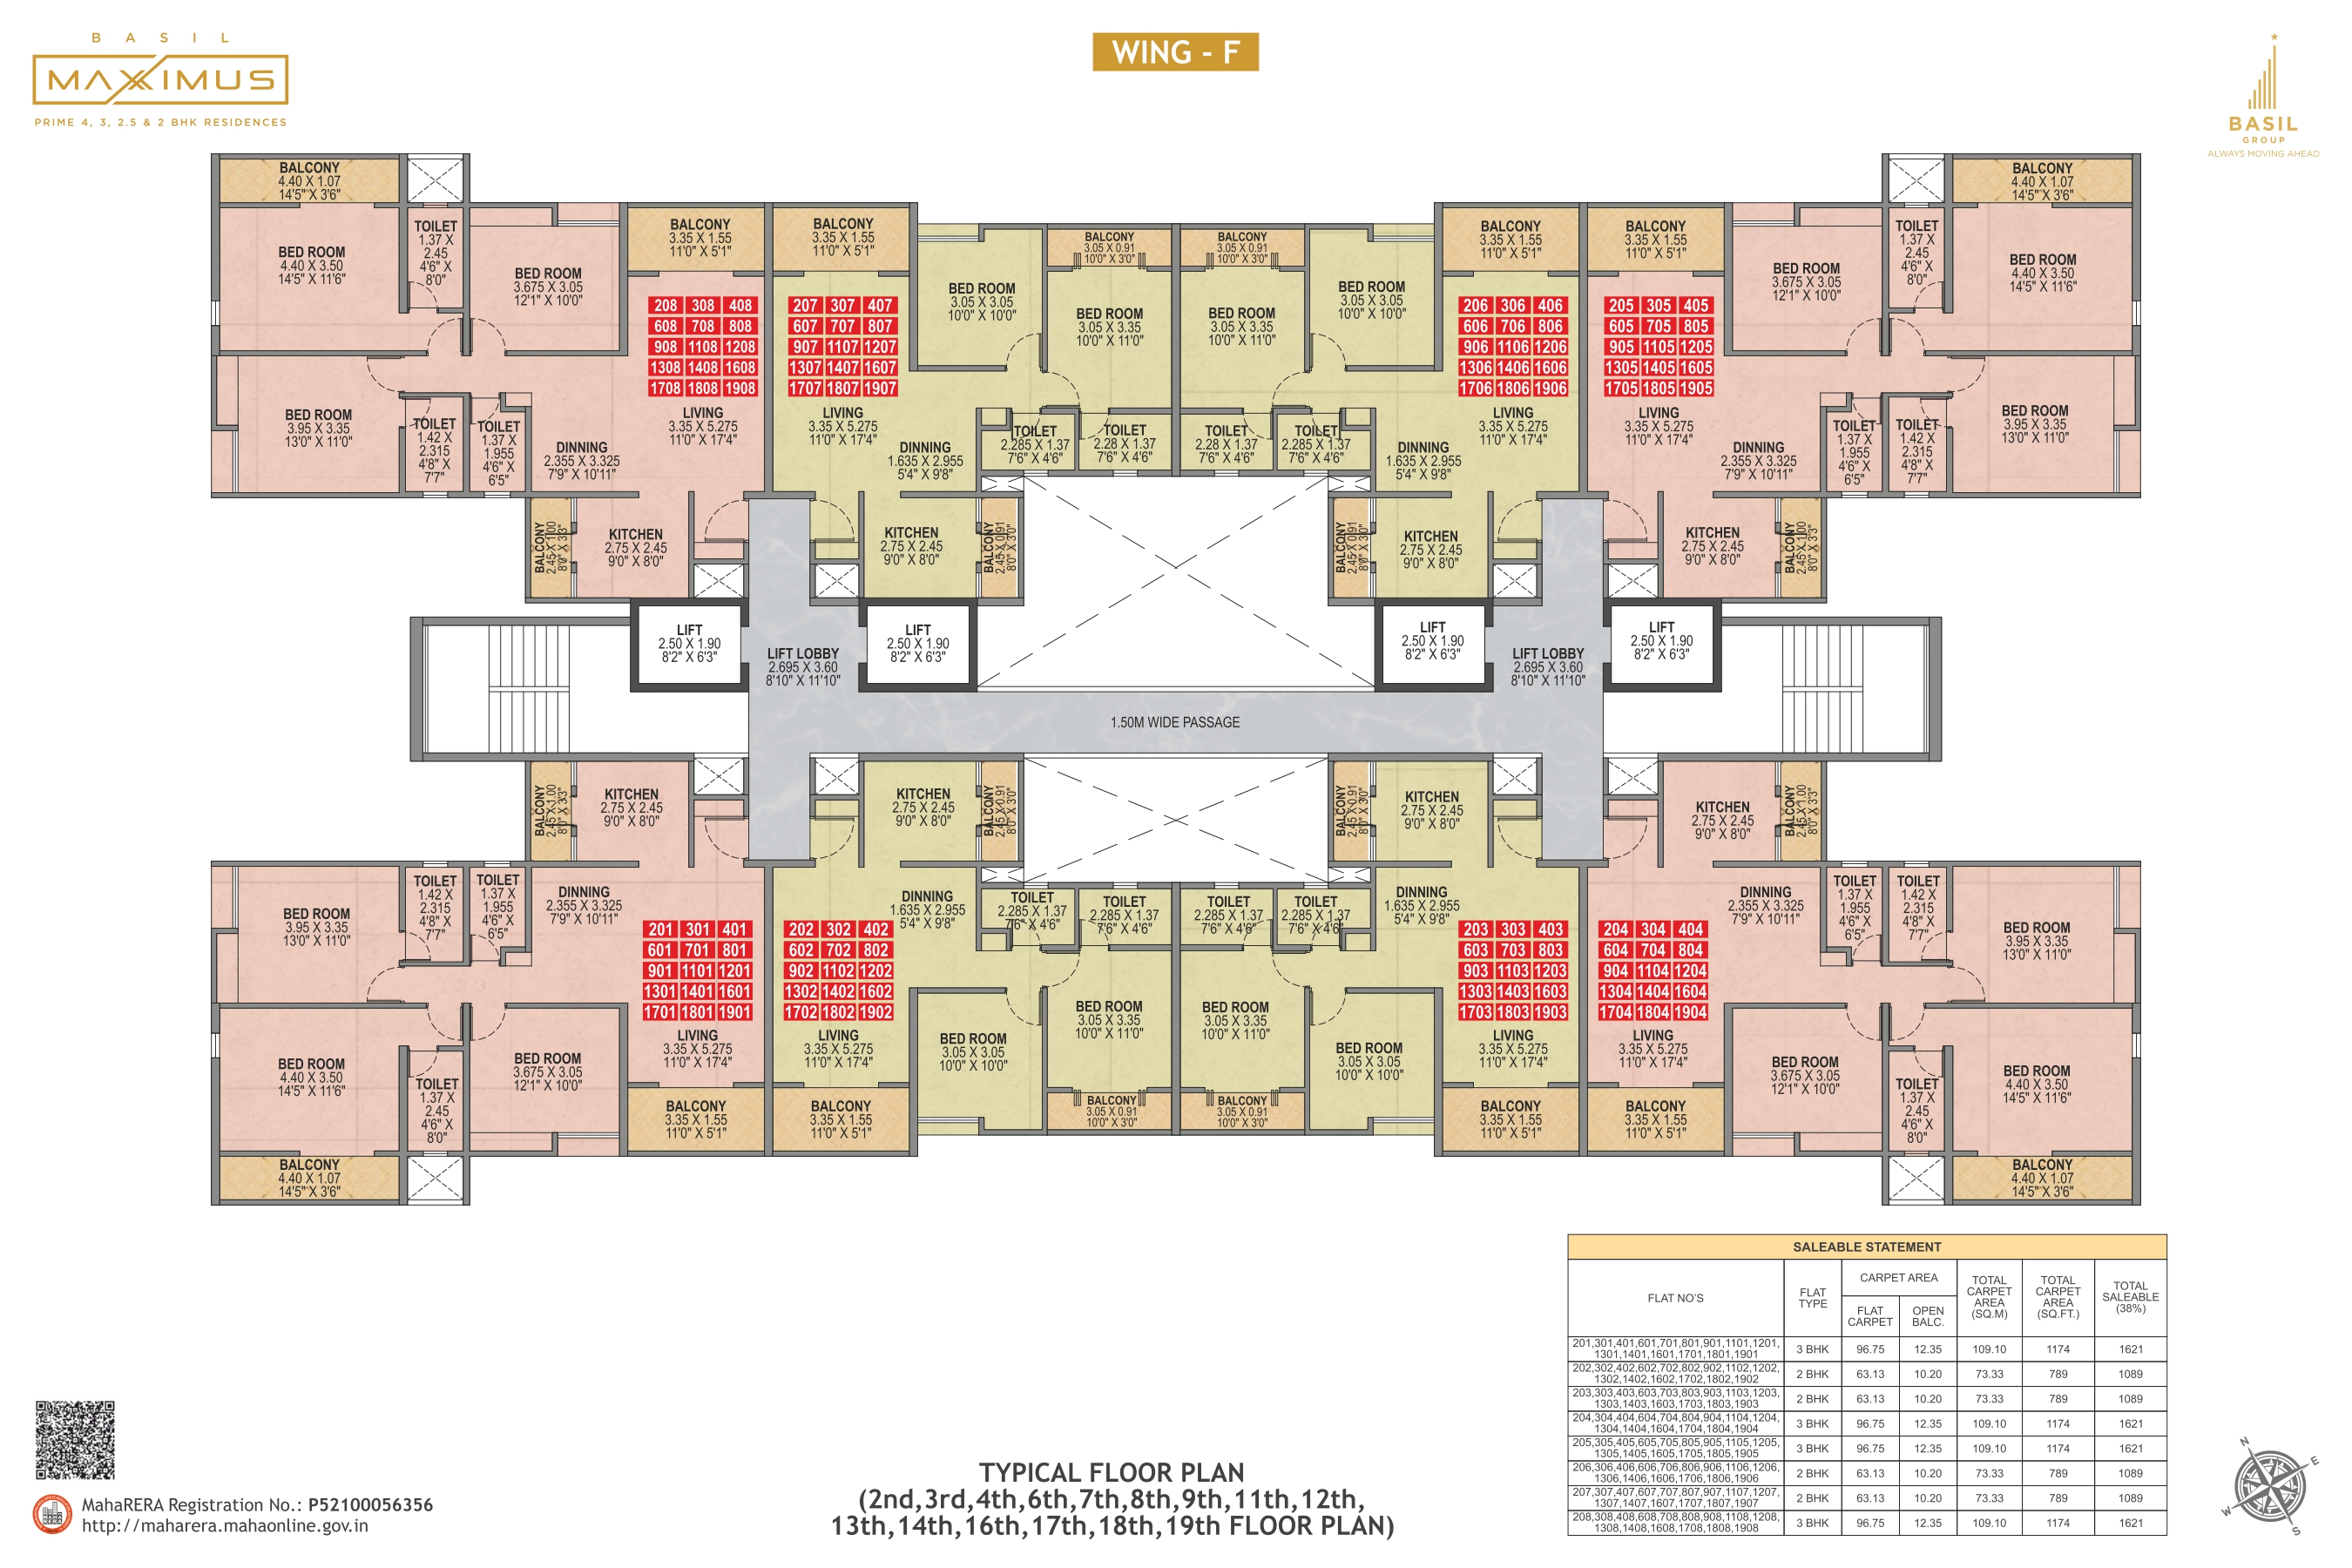 BASIL
MAXXIMUS
PRIME 4, 3, 2.5 & 2 BHK RESIDENCES
WING - F
BASIL
GROUP
ALWAYS MOVING AHEAD
BALCONY
4.40 X 1.07
14'5" X 3'6"
BED ROOM
4.40 X 3.50
14'5" X 11'6"
TOILET
1.37 X
2.45
4'6" X
8'0"
BED ROOM
3.675 X 3.05
12'1" X 10'0"
BALCONY
3.35 X 1.55
11'0" X 5'1"
208 308 408
608 708 808
908 1108 1208
1308 1408 1608
1708 1808 1908
LIVING
3.35 X 5.275
11'0" X 17'4"
BED ROOM
3.95 X 3.35
13'0" X 11'0"
TOILET
1.42 X
2.315
4'8" X
7'7"
TOILET
1.37 X
1.955
4'6" X
6'5"
DINNING
2.355 X 3.325
7'9" X 10'11"
BALCONY
2.45 X 1.00
8'0" X 3'3"
KITCHEN
2.75 X 2.45
9'0" X 8'0"
BALCONY
3.35 X 1.55
11'0" X 5'1"
207 307 407
607 707 807
907 1107 1207
1307 1407 1607
1707 1807 1907
LIVING
3.35 X 5.275
11'0" X 17'4"
BED ROOM
3.05 X 3.05
10'0" X 10'0"
BALCONY
3.05 X 0.91
10'0" X 3'0"
BED ROOM
3.05 X 3.35
10'0" X 11'0"
DINNING
1.635 X 2.955
5'4" X 9'8"
TOILET
2.285 X 1.37
7'6" X 4'6"
TOILET
2.28 X 1.37
7'6" X 4'6"
KITCHEN
2.75 X 2.45
9'0" X 8'0"
BALCONY
2.45 X 0.91
8'0" X 3'0"
BALCONY
3.05 X 0.91
10'0" X 3'0"
BED ROOM
3.05 X 3.35
10'0" X 11'0"
BED ROOM
3.05 X 3.05
10'0" X 10'0"
BALCONY
3.35 X 1.55
11'0" X 5'1"
206 306 406
606 706 806
906 1106 1206
1306 1406 1606
1706 1806 1906
LIVING
3.35 X 5.275
11'0" X 17'4"
TOILET
2.28 X 1.37
7'6" X 4'6"
TOILET
2.285 X 1.37
7'6" X 4'6"
DINNING
1.635 X 2.955
5'4" X 9'8"
BALCONY
2.45 X 0.91
8'0" X 3'0"
KITCHEN
2.75 X 2.45
9'0" X 8'0"
BALCONY
3.35 X 1.55
11'0" X 5'1"
205 305 405
605 705 805
905 1105 1205
1305 1405 1605
1705 1805 1905
LIVING
3.35 X 5.275
11'0" X 17'4"
BED ROOM
3.675 X 3.05
12'1" X 10'0"
TOILET
1.37 X
2.45
4'6" X
8'0"
BALCONY
4.40 X 1.07
14'5" X 3'6"
BED ROOM
4.40 X 3.50
14'5" X 11'6"
DINNING
2.355 X 3.325
7'9" X 10'11"
TOILET
1.37 X
1.955
4'6" X
6'5"
TOILET
1.42 X
2.315
4'8" X
7'7"
BED ROOM
3.95 X 3.35
13'0" X 11'0"
KITCHEN
2.75 X 2.45
9'0" X 8'0"
BALCONY
2.45 X 1.00
8'0" X 3'3"
LIFT
2.50 X 1.90
8'2" X 6'3"
LIFT LOBBY
2.695 X 3.60
8'10" X 11'10"
LIFT
2.50 X 1.90
8'2" X 6'3"
LIFT
2.50 X 1.90
8'2" X 6'3"
LIFT LOBBY
2.695 X 3.60
8'10" X 11'10"
LIFT
2.50 X 1.90
8'2" X 6'3"
1.50M WIDE PASSAGE
BALCONY
2.45 X 1.00
8'0" X 3'3"
KITCHEN
2.75 X 2.45
9'0" X 8'0"
BED ROOM
3.95 X 3.35
13'0" X 11'0"
TOILET
1.42 X
2.315
4'8" X
7'7"
TOILET
1.37 X
1.955
4'6" X
6'5"
DINNING
2.355 X 3.325
7'9" X 10'11"
201 301 401
601 701 801
901 1101 1201
1301 1401 1601
1701 1801 1901
LIVING
3.35 X 5.275
11'0" X 17'4"
BED ROOM
4.40 X 3.50
14'5" X 11'6"
TOILET
1.37 X
2.45
4'6" X
8'0"
BED ROOM
3.675 X 3.05
12'1" X 10'0"
BALCONY
3.35 X 1.55
11'0" X 5'1"
BALCONY
4.40 X 1.07
14'5" X 3'6"
KITCHEN
2.75 X 2.45
9'0" X 8'0"
BALCONY
2.45 X 0.91
8'0" X 3'0"
DINNING
1.635 X 2.955
5'4" X 9'8"
TOILET
2.285 X 1.37
7'6" X 4'6"
TOILET
2.285 X 1.37
7'6" X 4'6"
202 302 402
602 702 802
902 1102 1202
1302 1402 1602
1702 1802 1902
LIVING
3.35 X 5.275
11'0" X 17'4"
BED ROOM
3.05 X 3.05
10'0" X 10'0"
BED ROOM
3.05 X 3.35
10'0" X 11'0"
BALCONY
3.35 X 1.55
11'0" X 5'1"
BALCONY
3.05 X 0.91
10'0" X 3'0"
BALCONY
2.45 X 0.91
8'0" X 3'0"
KITCHEN
2.75 X 2.45
9'0" X 8'0"
TOILET
2.285 X 1.37
7'6" X 4'6"
TOILET
2.285 X 1.37
7'6" X 4'6"
DINNING
1.635 X 2.955
5'4" X 9'8"
203 303 403
603 703 803
903 1103 1203
1303 1403 1603
1703 1803 1903
LIVING
3.35 X 5.275
11'0" X 17'4"
BED ROOM
3.05 X 3.35
10'0" X 11'0"
BED ROOM
3.05 X 3.05
10'0" X 10'0"
BALCONY
3.05 X 0.91
10'0" X 3'0"
BALCONY
3.35 X 1.55
11'0" X 5'1"
KITCHEN
2.75 X 2.45
9'0" X 8'0"
BALCONY
2.45 X 1.00
8'0" X 3'3"
DINNING
2.355 X 3.325
7'9" X 10'11"
TOILET
1.37 X
1.955
4'6" X
6'5"
TOILET
1.42 X
2.315
4'8" X
7'7"
BED ROOM
3.95 X 3.35
13'0" X 11'0"
204 304 404
604 704 804
904 1104 1204
1304 1404 1604
1704 1804 1904
LIVING
3.35 X 5.275
11'0" X 17'4"
BED ROOM
3.675 X 3.05
12'1" X 10'0"
TOILET
1.37 X
2.45
4'6" X
8'0"
BED ROOM
4.40 X 3.50
14'5" X 11'6"
BALCONY
3.35 X 1.55
11'0" X 5'1"
BALCONY
4.40 X 1.07
14'5" X 3'6"
SALEABLE STATEMENT
FLAT NO'S
FLAT
TYPE
CARPET AREA
FLAT
CARPET
OPEN
BALC.
TOTAL
CARPET
AREA
(SQ.M)
TOTAL
CARPET
AREA
(SQ.FT.)
TOTAL
SALEABLE
(38%)
201,301,401,601,701,801,901,1101,1201,
1301,1401,1601,1701,1801,1901 3 BHK 96.75 12.35 109.10 1174 1621
202,302,402,602,702,802,902,1102,1202,
1302,1402,1602,1702,1802,1902 2 BHK 63.13 10.20 73.33 789 1089
203,303,403,603,703,803,903,1103,1203,
1303,1403,1603,1703,1803,1903 2 BHK 63.13 10.20 73.33 789 1089
204,304,404,604,704,804,904,1104,1204,
1304,1404,1604,1704,1804,1904 3 BHK 96.75 12.35 109.10 1174 1621
205,305,405,605,705,805,905,1105,1205,
1305,1405,1605,1705,1805,1905 3 BHK 96.75 12.35 109.10 1174 1621
206,306,406,606,706,806,906,1106,1206,
1306,1406,1606,1706,1806,1906 2 BHK 63.13 10.20 73.33 789 1089
207,307,407,607,707,807,907,1107,1207,
1307,1407,1607,1707,1807,1907 2 BHK 63.13 10.20 73.33 789 1089
208,308,408,608,708,808,908,1108,1208,
1308,1408,1608,1708,1808,1908 3 BHK 96.75 12.35 109.10 1174 1621
TYPICAL FLOOR PLAN
(2nd,3rd,4th,6th,7th,8th,9th,11th,12th,
13th,14th,16th,17th,18th,19th FLOOR PLAN)
MahaRERA Registration No.: P52100056356
http://maharera.mahaonline.gov.in
N
E
W
S